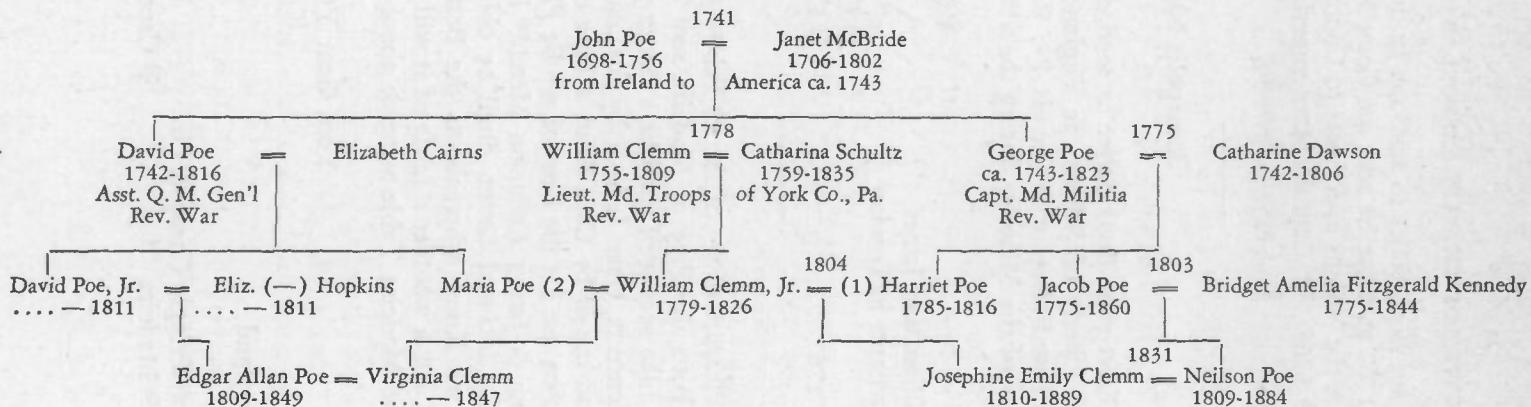 1741
John Poe = Janet McBride
1698-1756 1706-1802
from Ireland to America ca. 1743
1778 1775
David Poe = Elizabeth Cairns William Clemm = Catharina Schultz George Poe = Catharine Dawson
1742-1816 1755-1809 1759-1835 ca. 1743-1823 1742-1806
Asst. Q. M. Gen'l Lieut. Md. Troops of York Co., Pa. Capt. Md. Militia
Rev. War Rev. War Rev. War
1804 1803
David Poe, Jr. = Eliz. (—) Hopkins Maria Poe (2) = William Clemm, Jr. = (1) Harriet Poe Jacob Poe = Bridget Amelia Fitzgerald Kennedy
.... — 1811 .... — 1811 1779-1826 1785-1816 1775-1860 1775-1844
1831
Edgar Allan Poe = Virginia Clemm Josephine Emily Clemm = Neilson Poe
1809-1849 .... — 1847 1810-1889 1809-1884